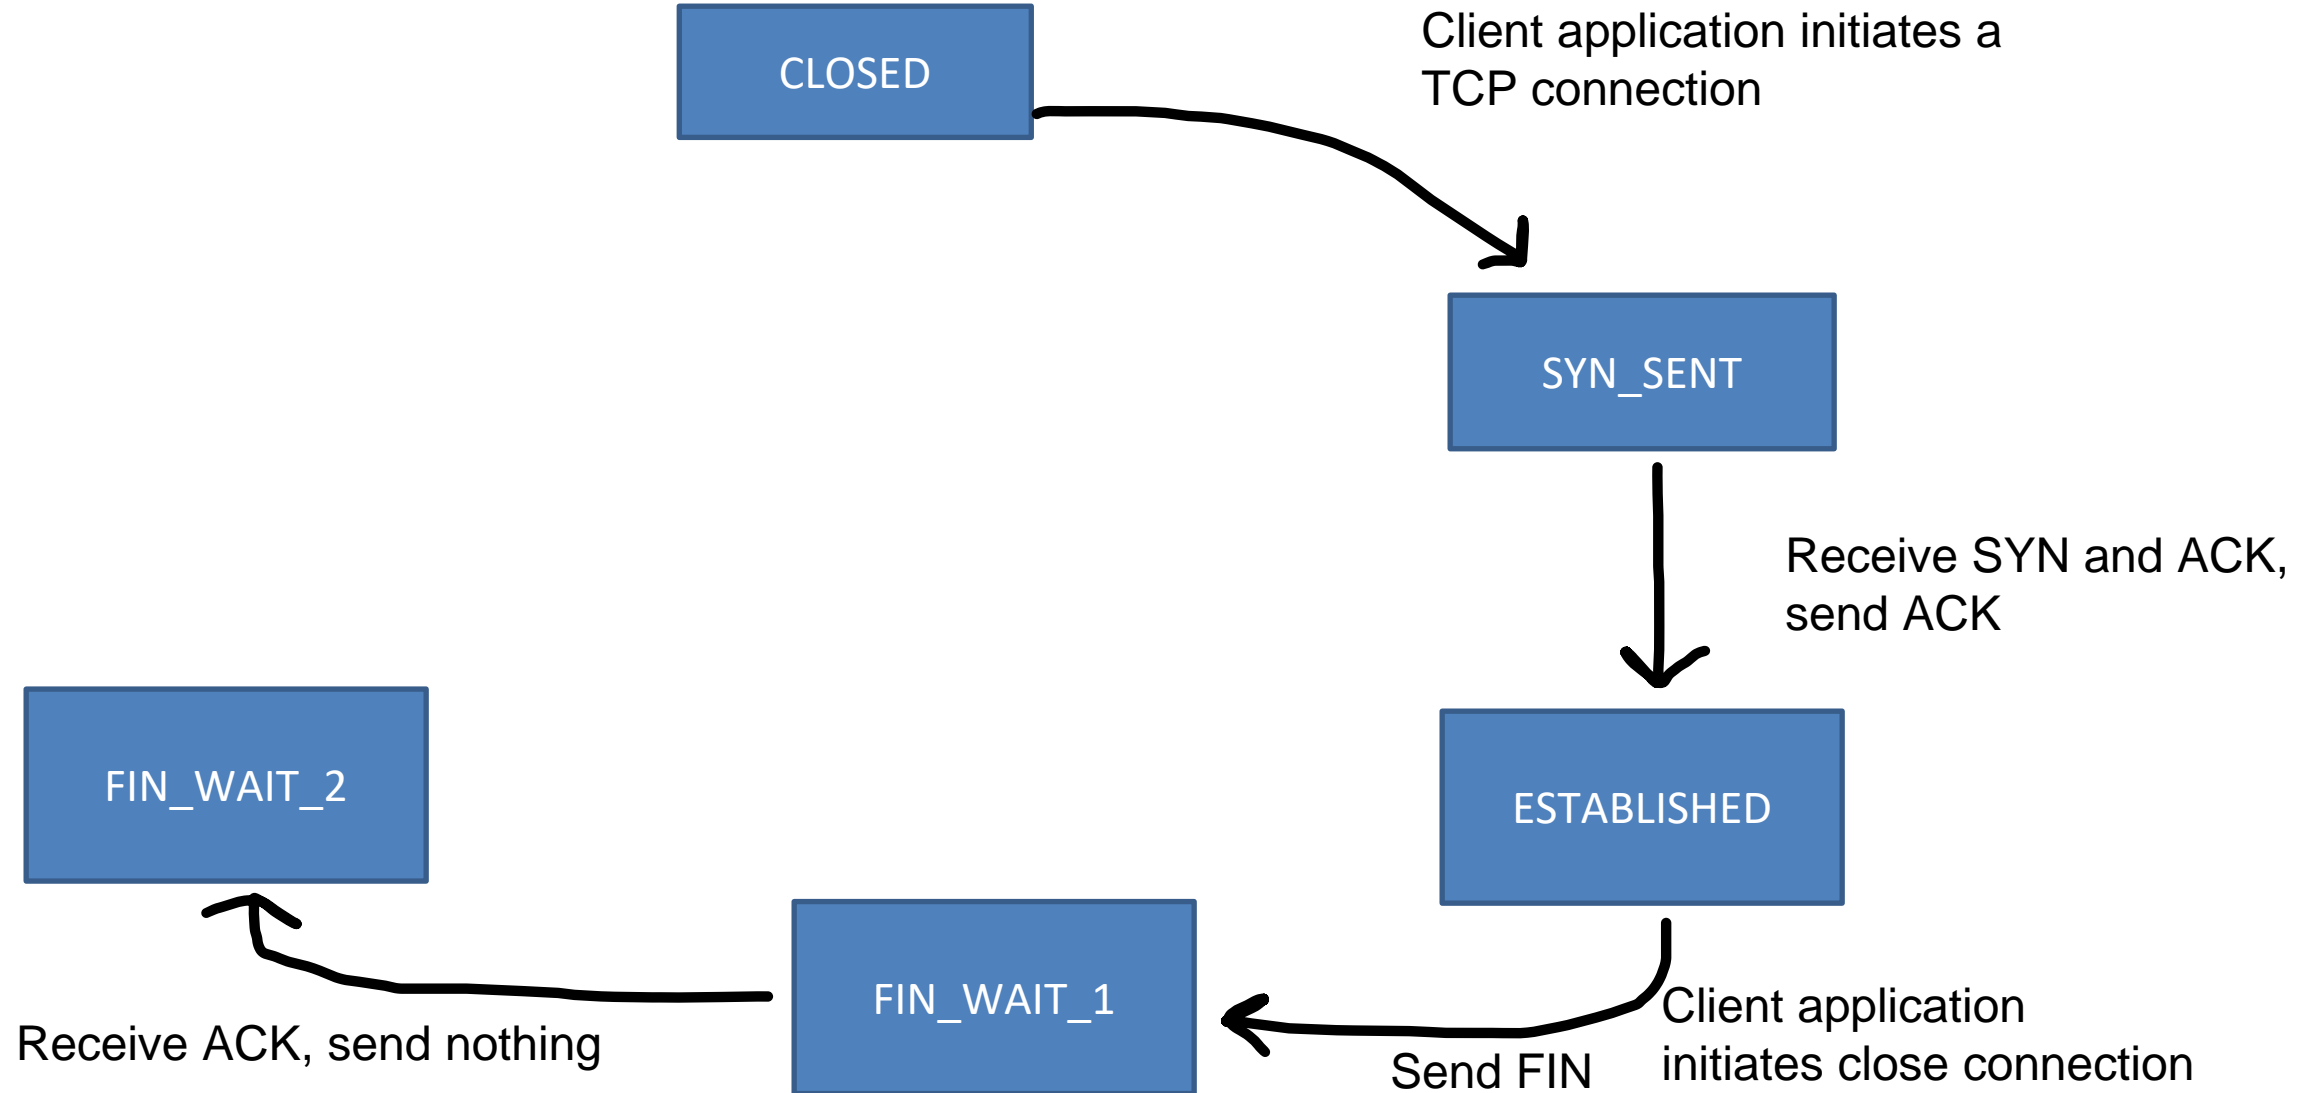 Client application initiates a
TCP connection
CLOSED
SYN_SENT
Receive SYN and ACK,
send ACK
ESTABLISHED
Client application
initiates close connection
Send FIN
FIN_WAIT_1
Receive ACK, send nothing
FIN_WAIT_2